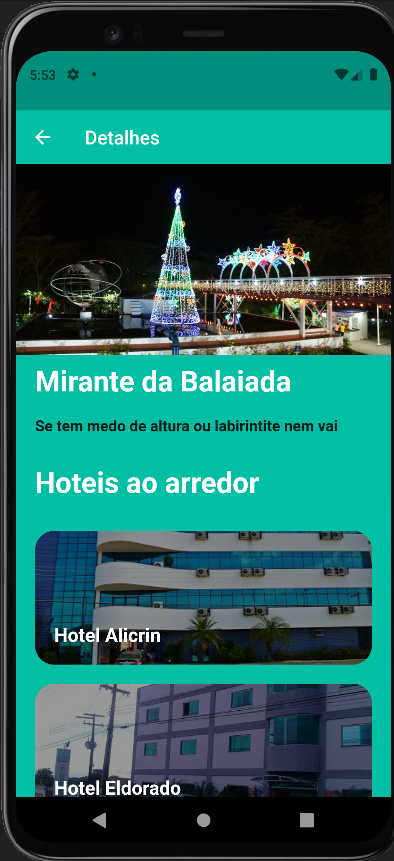 5:53
Detalhes
Mirante da Balaiada
Se tem medo de altura ou labirintite nem vai
Hoteis ao arredor
Hotel Alicrin
Hotel Eldorado